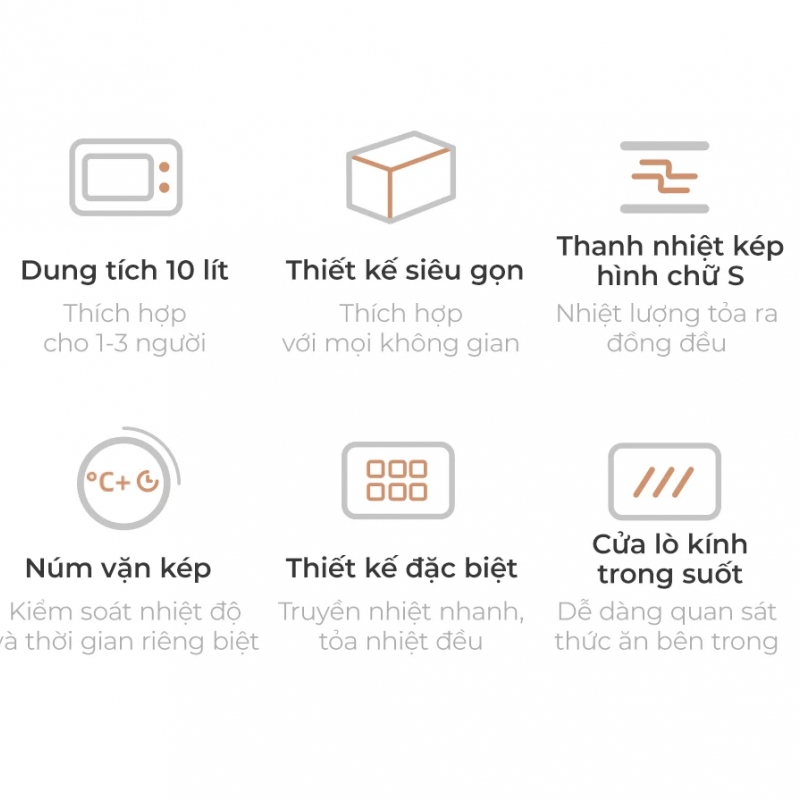 Dung tích 10 lít
Thích hợp
cho 1-3 người
Thiết kế siêu gọn
Thích hợp
với mọi không gian
Thanh nhiệt kép
hình chữ S
Nhiệt lượng tỏa ra
đồng đều
°C+
Núm vặn kép
Kiểm soát nhiệt độ
và thời gian riêng biệt
Thiết kế đặc biệt
Truyền nhiệt nhanh,
tỏa nhiệt đều
Cửa lò kính
trong suốt
Dễ dàng quan sát
thức ăn bên trong